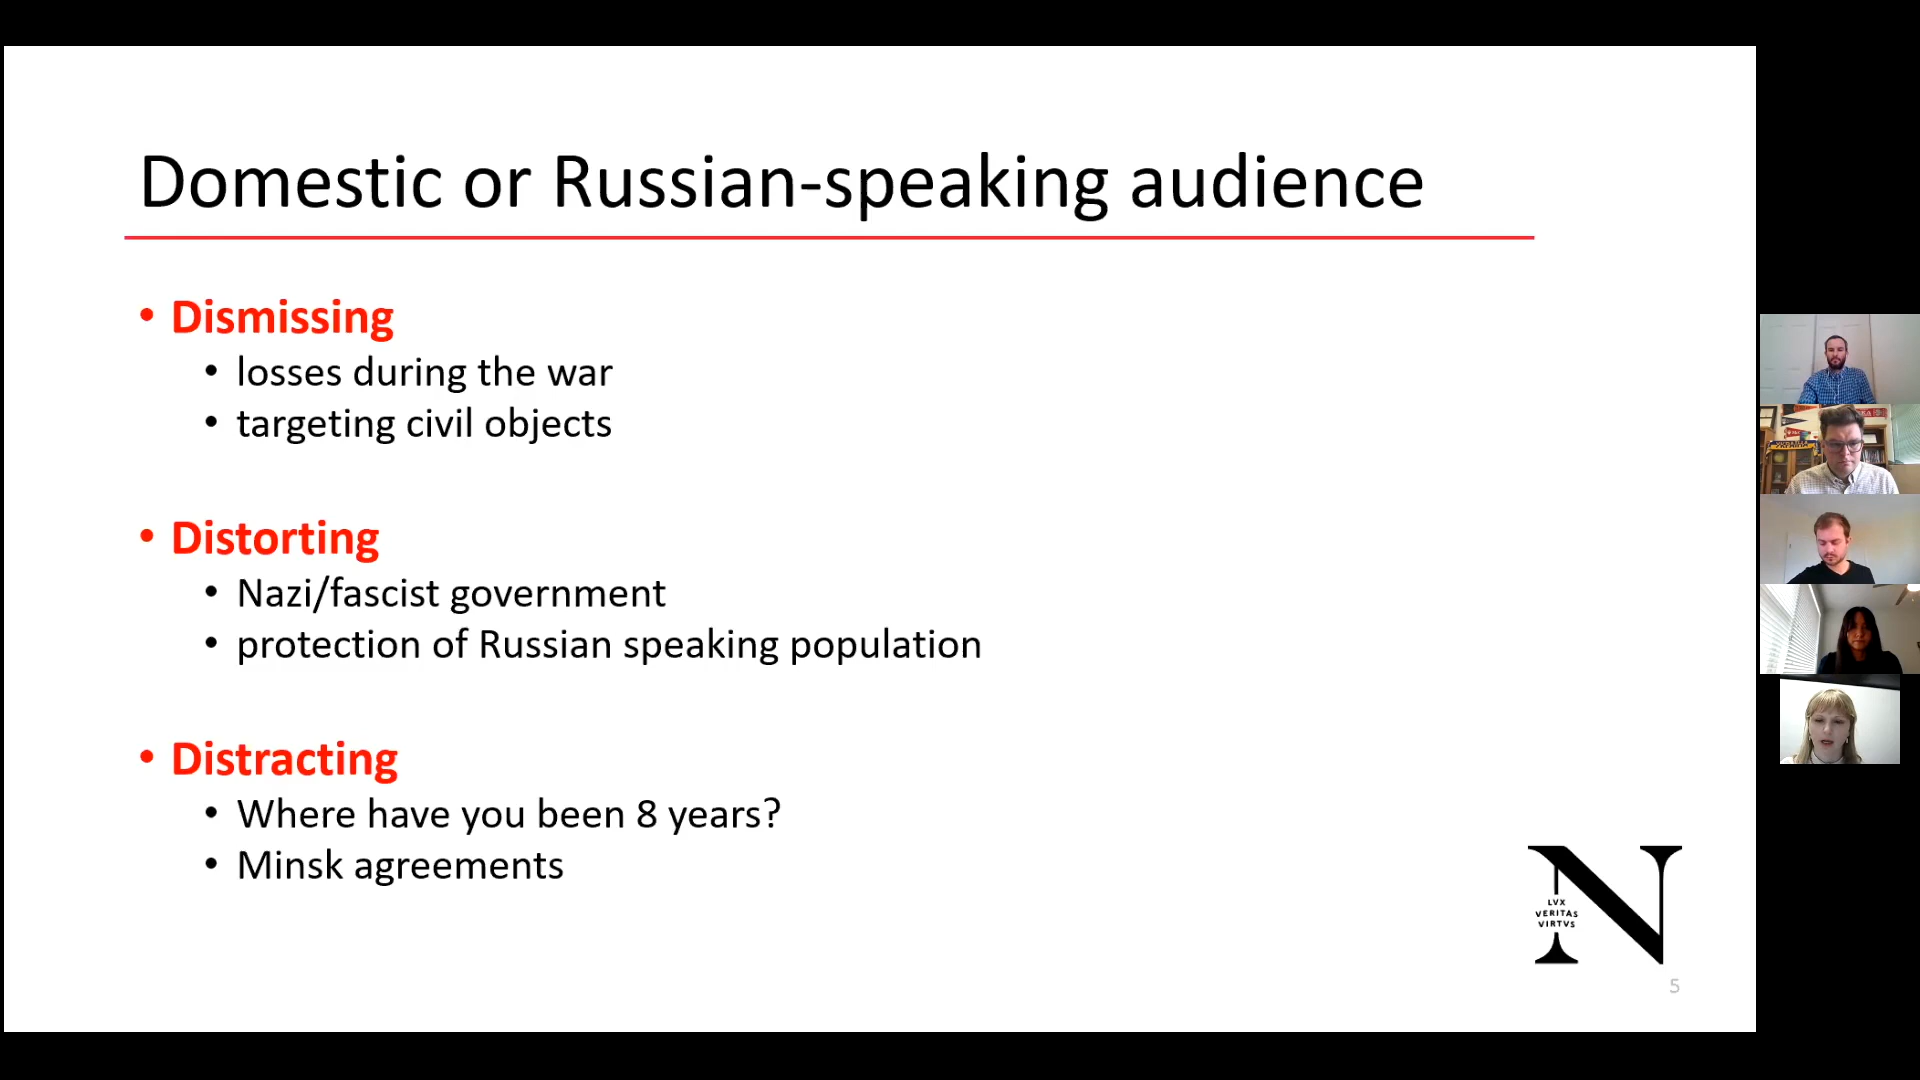 Domestic or Russian-speaking audience
• Dismissing
• losses during the war
• targeting civil objects
• Distorting
• Nazi/fascist government
• protection of Russian speaking population
• Distracting
• Where have you been 8 years?
• Minsk agreements
N
LVX
VERITAS
VIRTVS
5